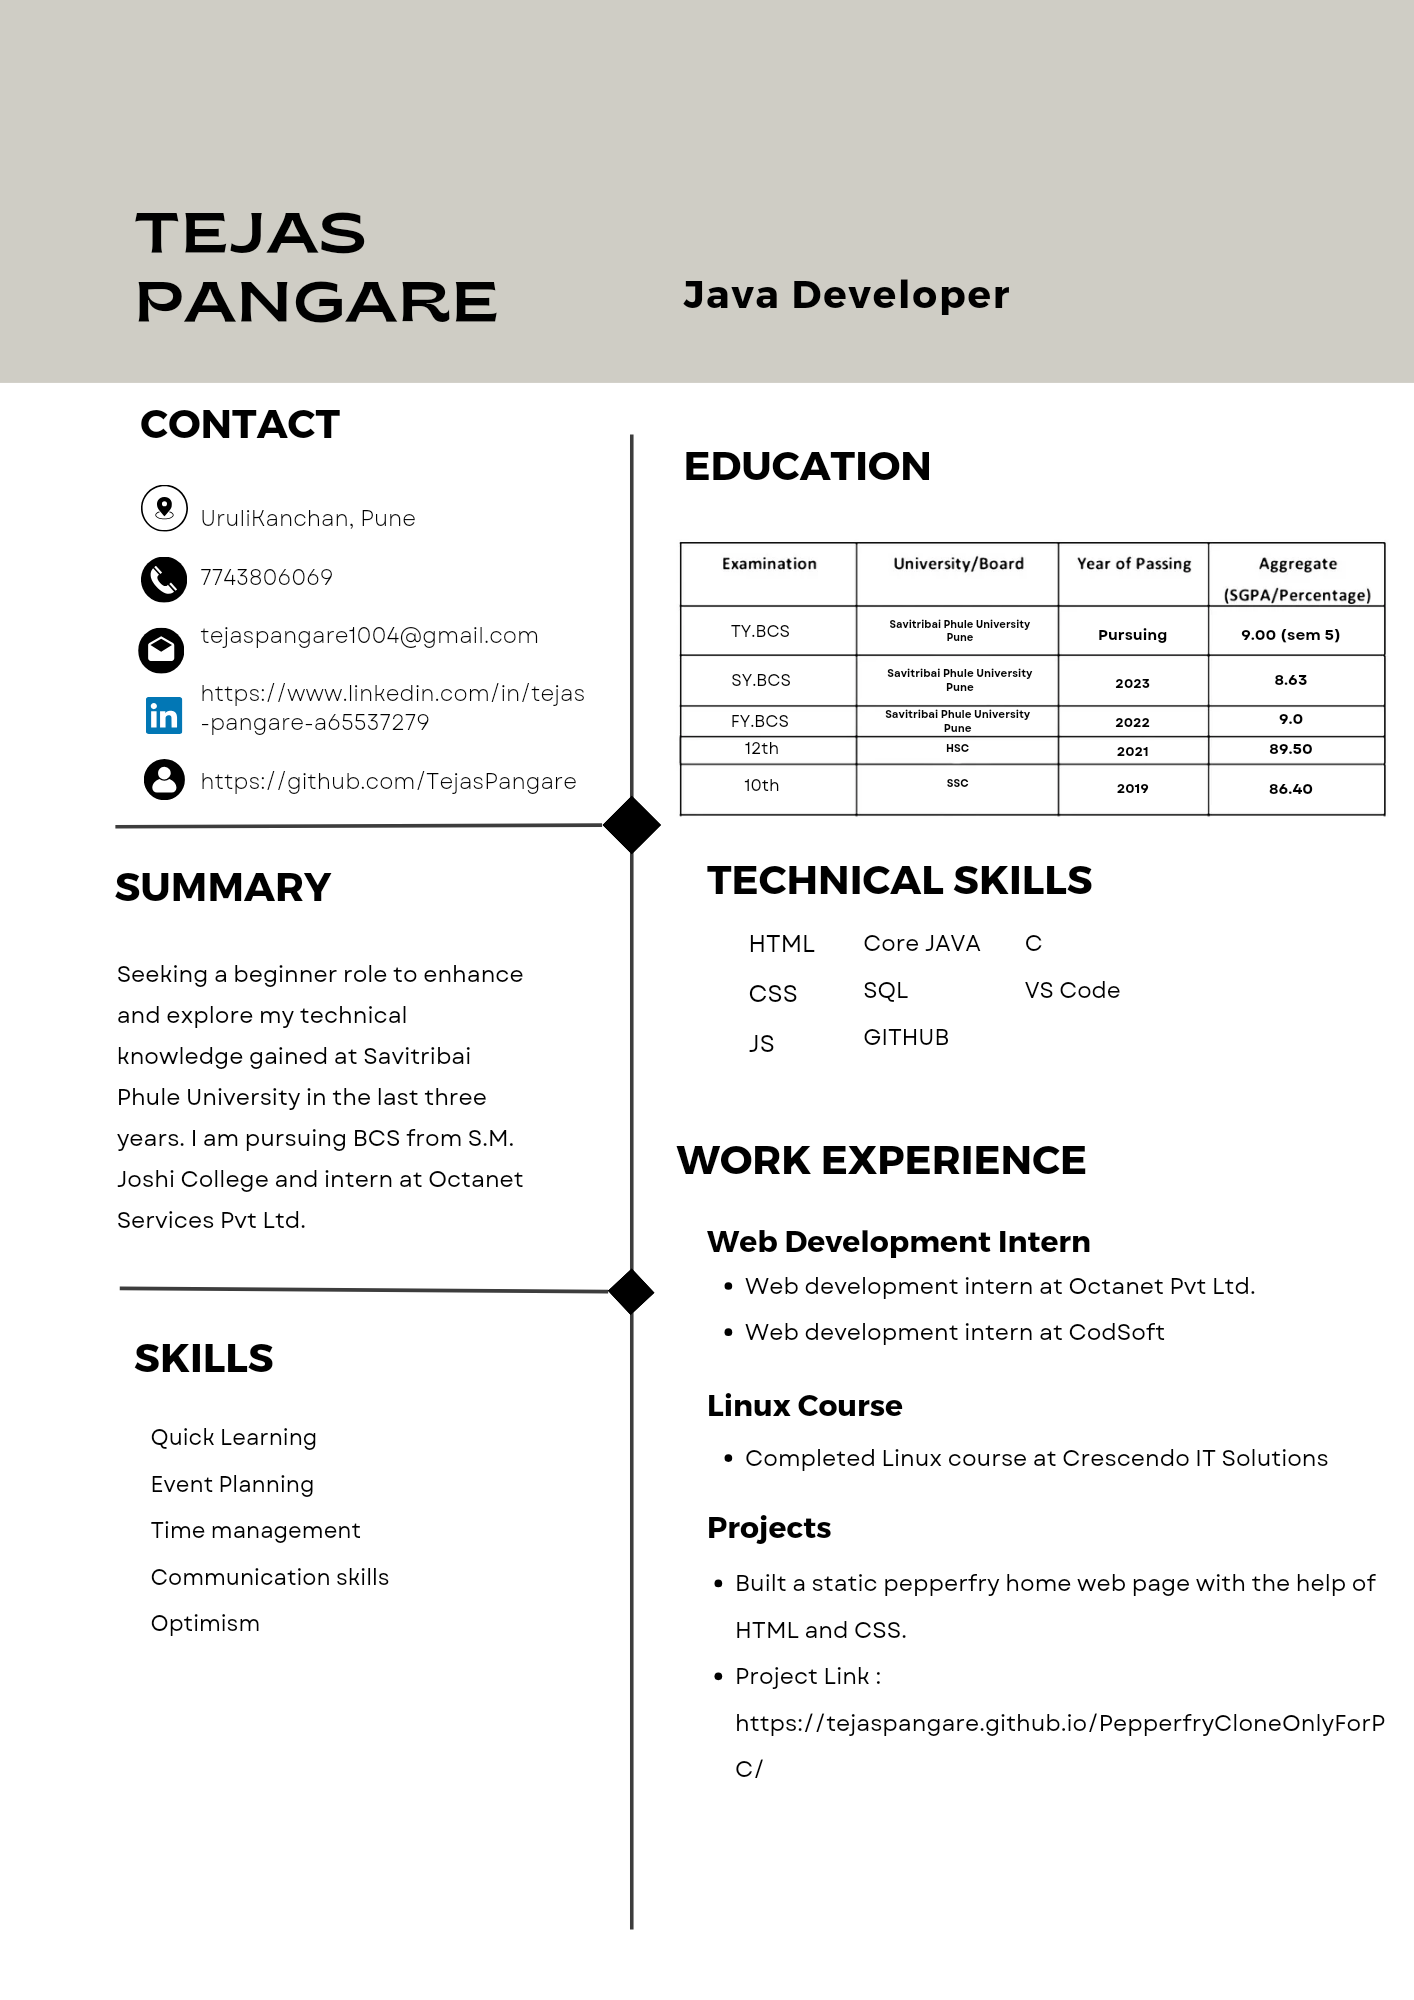 TEJAS
PANGARE
Java Developer
CONTACT
UruliKanchan, Pune
7743806069
tejaspangare1004@gmail.com
https://www.linkedin.com/in/tejas
-pangare-a65537279
https://github.com/TejasPangare
SUMMARY
Seeking a beginner role to enhance
and explore my technical
knowledge gained at Savitribai
Phule University in the last three
years. I am pursuing BCS from S.M.
Joshi College and intern at Octanet
Services Pvt Ltd.
SKILLS
Quick Learning
Event Planning
Time management
Communication skills
Optimism
EDUCATION
Examination University/Board Year of Passing Aggregate
(SGPA/Percentage)
TY.BCS Savitribai Phule University
Pune
Pursuing 9.00 (sem 5)
SY.BCS Savitribai Phule University
Pune
2023 8.63
FY.BCS Savitribai Phule University
Pune
2022 9.0
12th HSC 2021 89.50
10th SSC 2019 86.40
TECHNICAL SKILLS
HTML Core JAVA C
CSS SQL VS Code
JS GITHUB
WORK EXPERIENCE
Web Development Intern
• Web development intern at Octanet Pvt Ltd.
• Web development intern at CodSoft
Linux Course
• Completed Linux course at Crescendo IT Solutions
Projects
• Built a static pepperfry home web page with the help of
HTML and CSS.
• Project Link :
https://tejaspangare.github.io/PepperfryCloneOnlyForP
C/